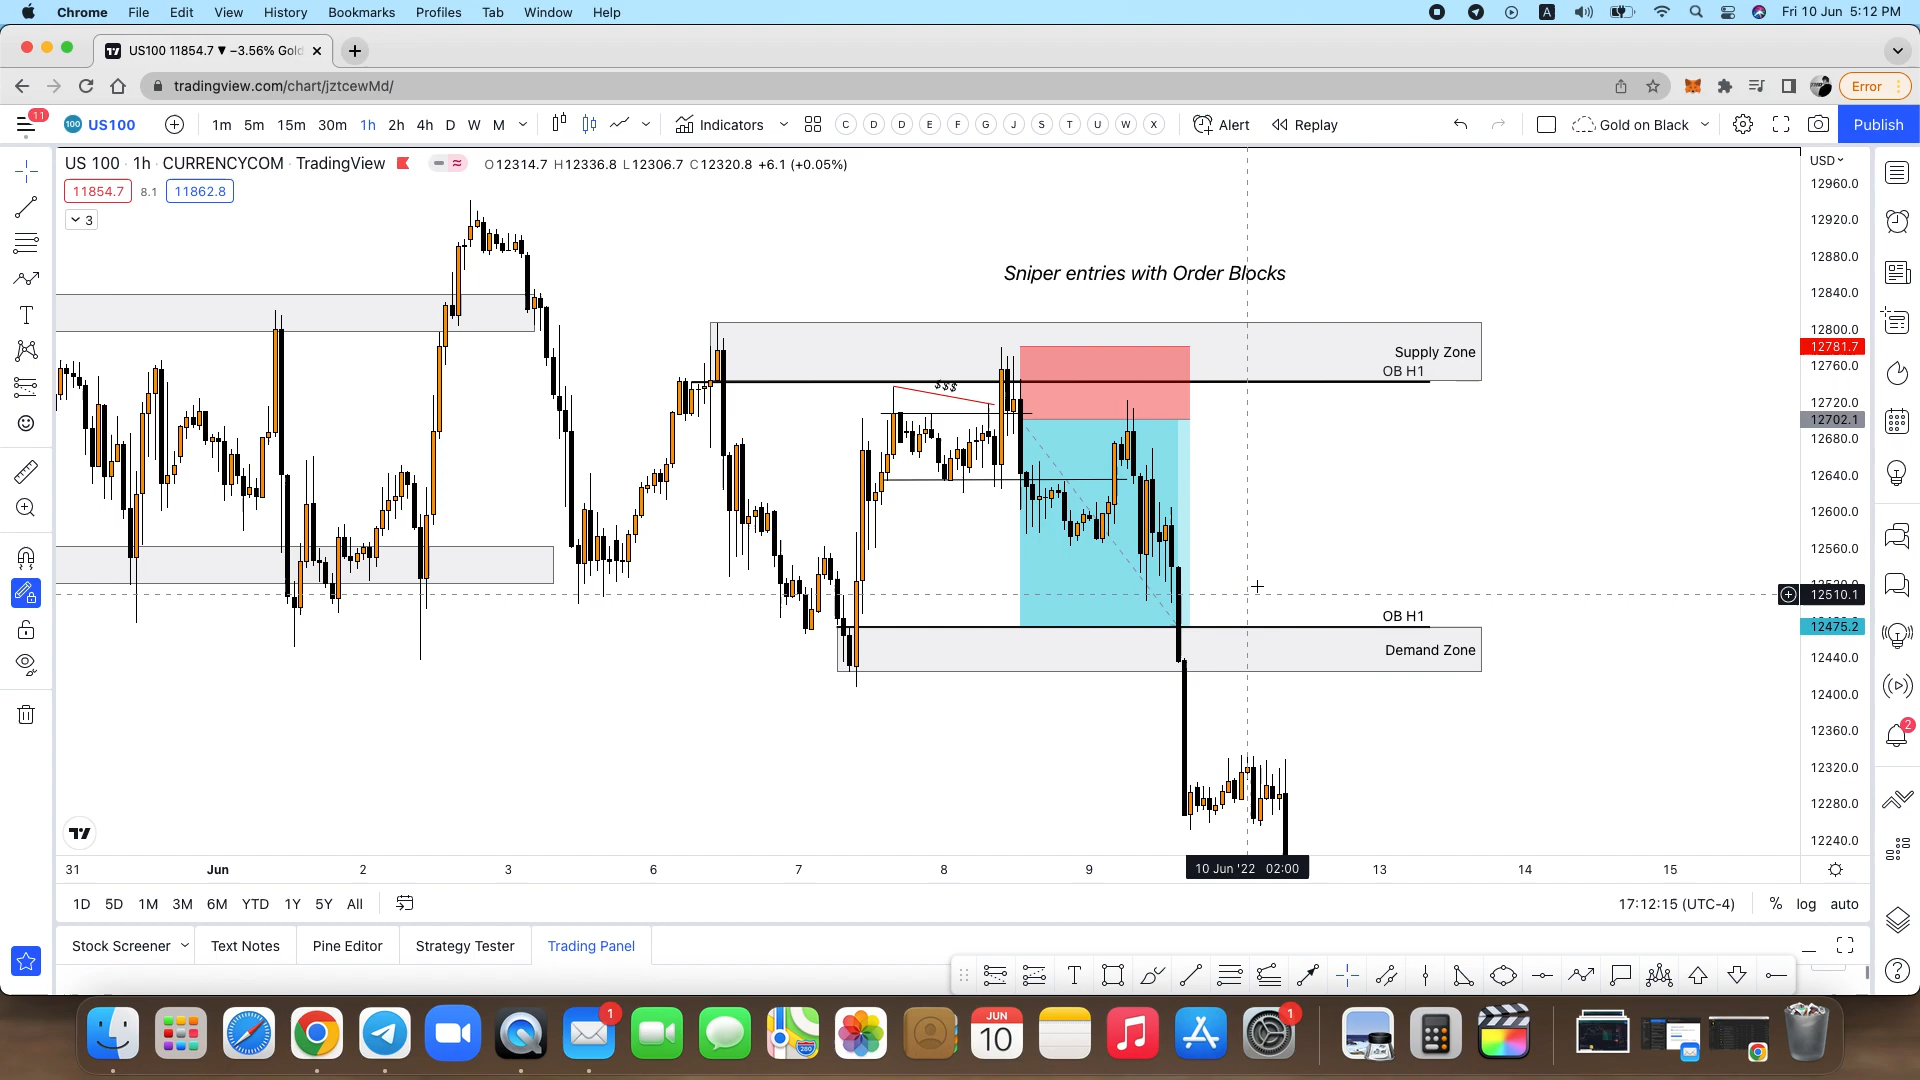 Chrome File Edit View History Bookmarks Profiles Tab Window Help
A Fri 10 Jun 5:12 PM
US100 11854.7 ▼ −3.56% Gold
tradingview.com/chart/jztcewMd/
Error
11
100 US100 1m 5m 15m 30m 1h 2h 4h D W M Indicators C D D E F G J S T U W X Alert Replay Gold on Black Publish
US 100 · 1h · CURRENCYCOM · TradingView O12314.7 H12336.8 L12306.7 C12320.8 +6.1 (+0.05%)
USD
11854.7 8.1 11862.8
3
12960.0
12920.0
12880.0
Sniper entries with Order Blocks
12840.0
12800.0
Supply Zone
12781.7
12760.0
OB H1
$$$
12720.0
12702.1
12680.0
12640.0
12600.0
12560.0
12510.1
OB H1
12475.2
Demand Zone
12440.0
12400.0
2
12360.0
12320.0
12280.0
12240.0
31 Jun 2 3 6 7 8 9 10 Jun '22 02:00 13 14 15
1D 5D 1M 3M 6M YTD 1Y 5Y All
17:12:15 (UTC-4) % log auto
Stock Screener Text Notes Pine Editor Strategy Tester Trading Panel
T
1
JUN
10
1
280